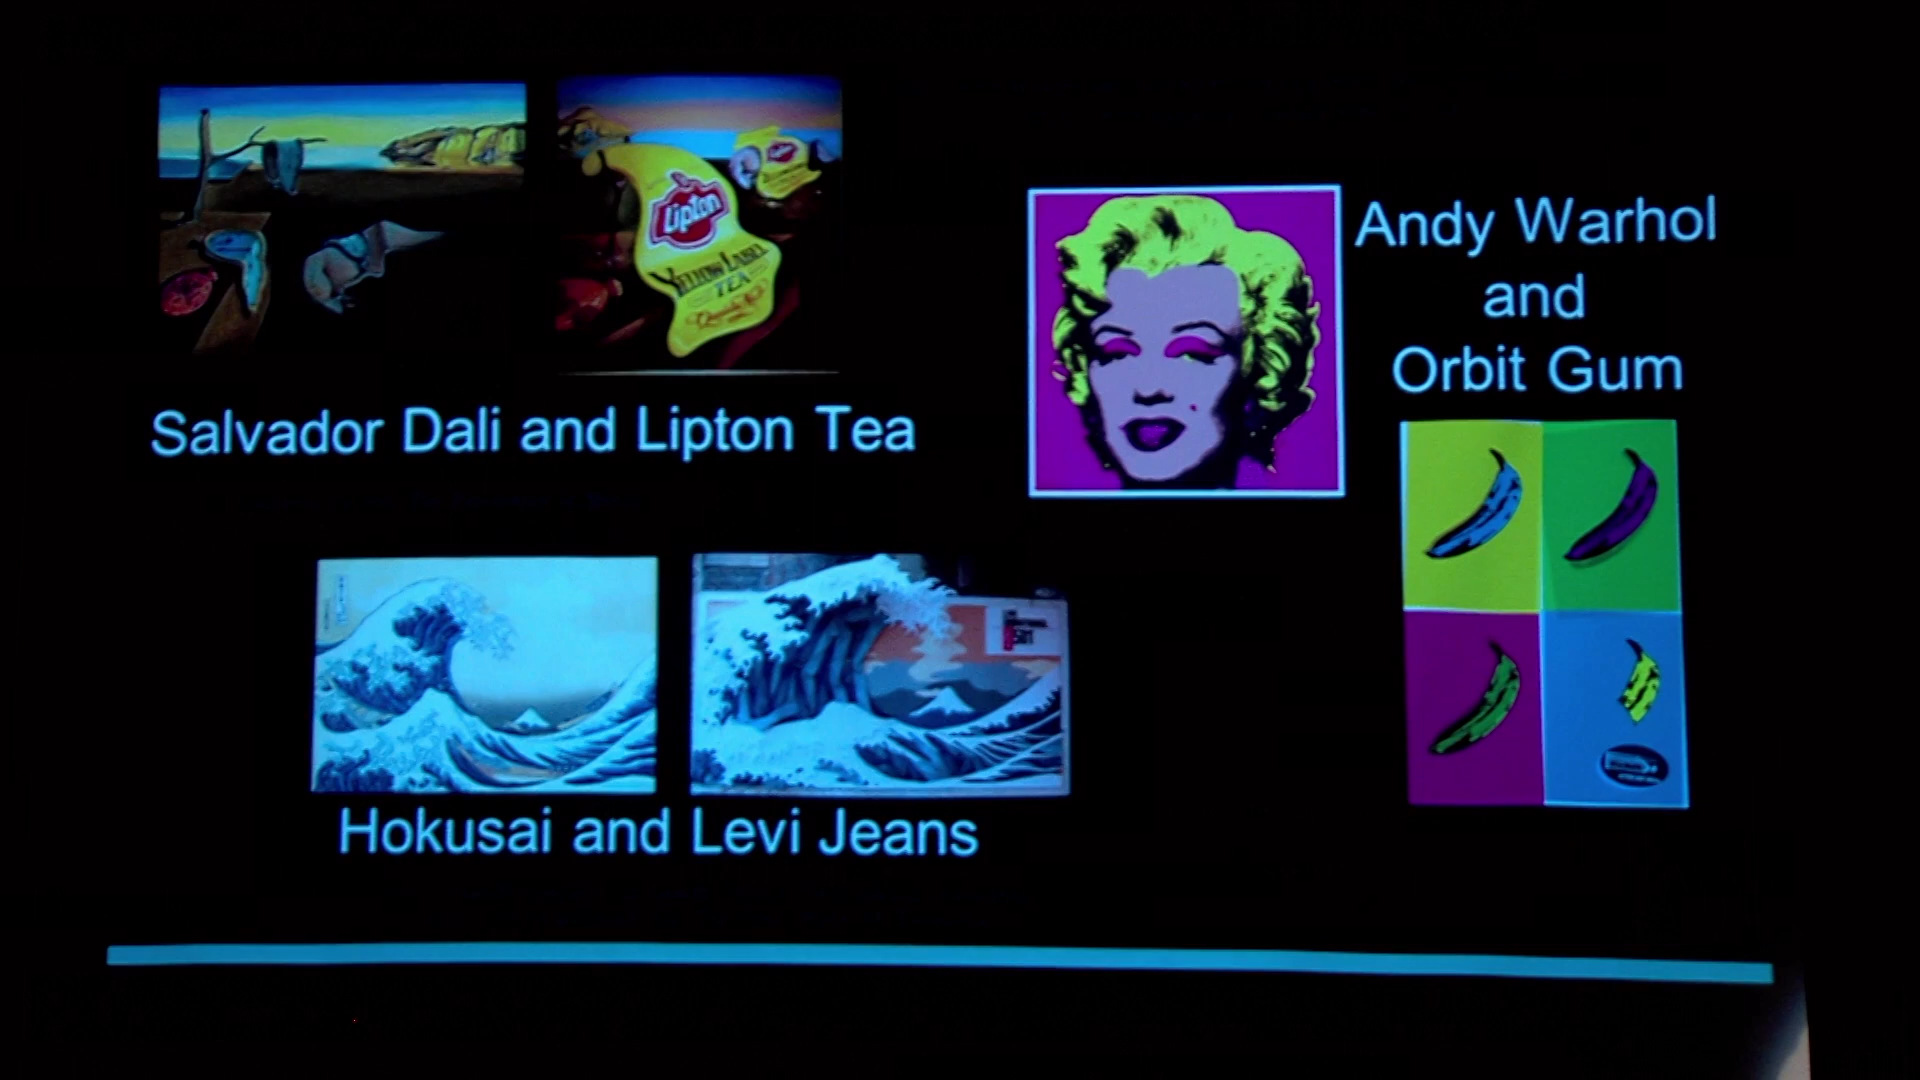 Lipton
YELLOW LABEL
TEA
Salvador Dali and Lipton Tea
Andy Warhol
and
Orbit Gum
Hokusai and Levi Jeans